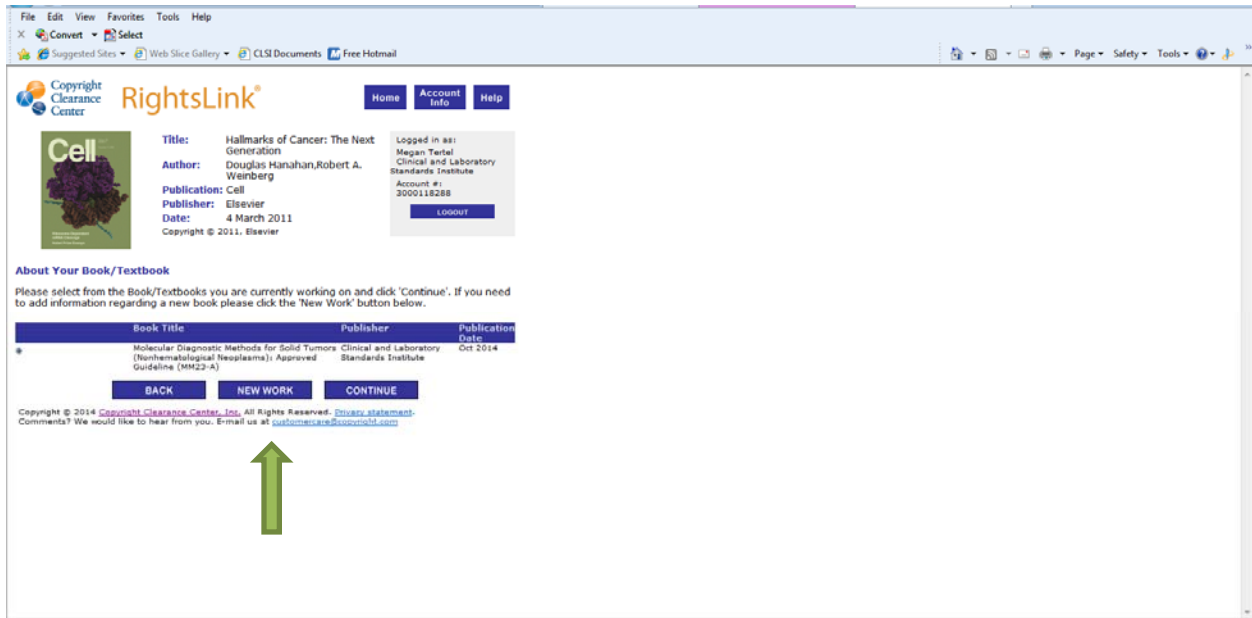 File Edit View Favorites Tools Help
X Convert Select
Suggested Sites Web Slice Gallery CLSI Documents Free Hotmail Page Safety Tools »
Copyright Clearance Center
RightsLink®
Home Account Info Help
Cell
Title: Hallmarks of Cancer: The Next
Generation
Author: Douglas Hanahan,Robert A.
Weinberg
Publication: Cell
Publisher: Elsevier
Date: 4 March 2011
Copyright © 2011, Elsevier
Logged in as:
Megan Tertel
Clinical and Laboratory
Standards Institute
Account #:
3000118288
LOGOUT
About Your Book/Textbook
Please select from the Book/Textbooks you are currently working on and click 'Continue'. If you need
to add information regarding a new book please click the 'New Work' button below.
Book Title Publisher Publication
Date
Molecular Diagnostic Methods for Solid Tumors Clinical and Laboratory Oct 2014
(Nonhematological Neoplasms); Approved Standards Institute
Guideline (MM23-A)
BACK NEW WORK CONTINUE
Copyright © 2014 Copyright Clearance Center, Inc. All Rights Reserved. Privacy statement.
Comments? We would like to hear from you. E-mail us at customercare@copyright.com